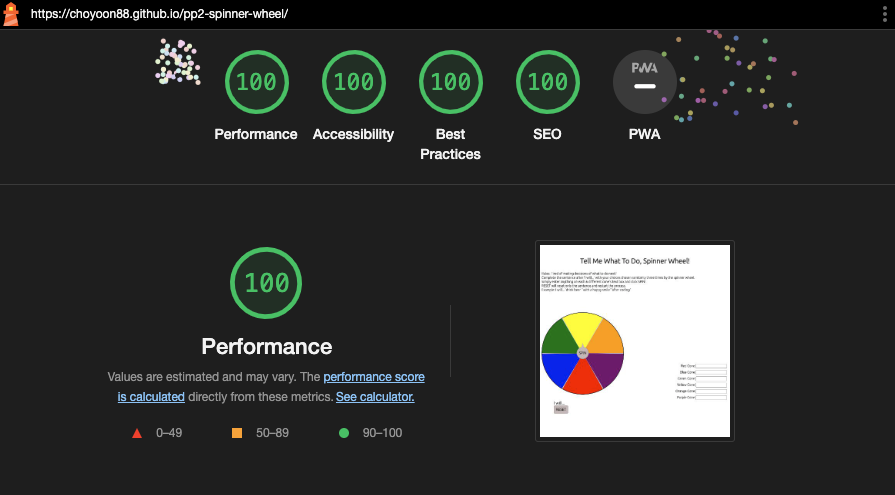 https://choyoon88.github.io/pp2-spinner-wheel/
100 100 100 100 PWA
Performance Accessibility Best Practices SEO PWA
100
Performance
Values are estimated and may vary. The performance score
is calculated directly from these metrics. See calculator.
0–49 50–89 90–100
Tell Me What To Do, Spinner Wheel!
I will..
RESET